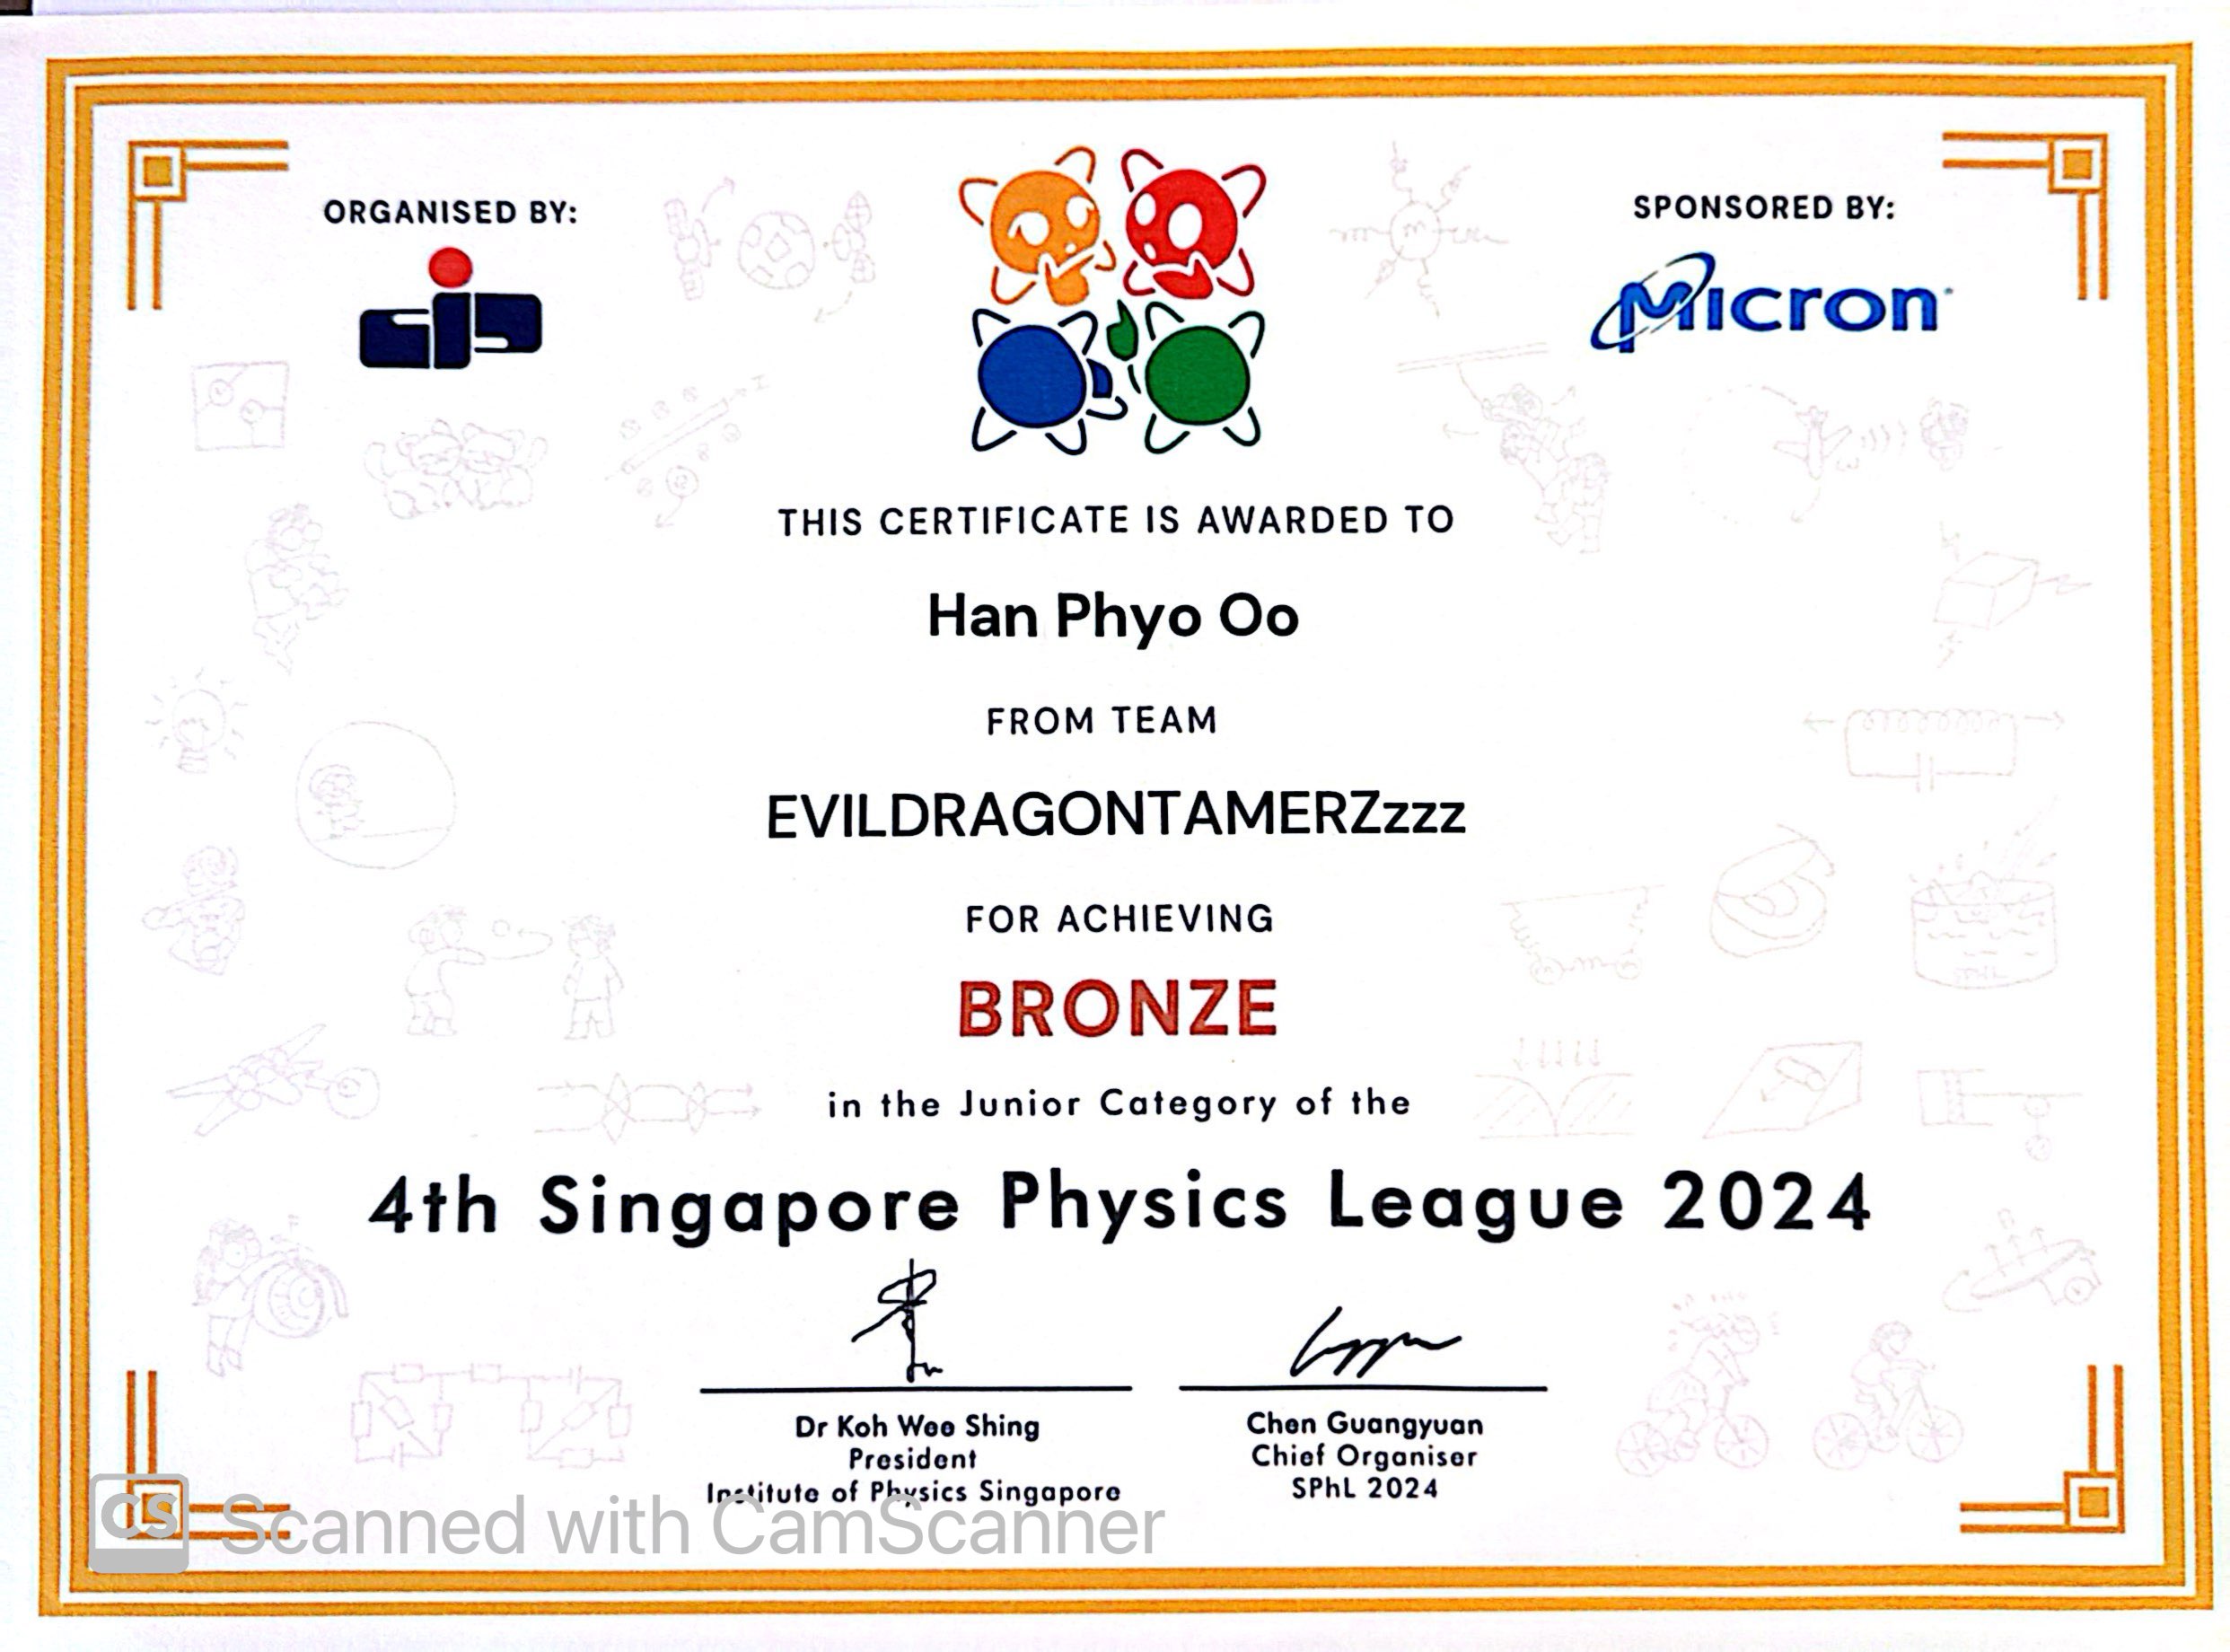 ORGANISED BY:
SPONSORED BY:
Micron
THIS CERTIFICATE IS AWARDED TO
Han Phyo Oo
FROM TEAM
EVILDRAGONTAMERZzzz
FOR ACHIEVING
BRONZE
in the Junior Category of the
4th Singapore Physics League 2024
Dr Koh Wee Shing
President
Institute of Physics Singapore
Chen Guangyuan
Chief Organiser
SPhL 2024
CS Scanned with CamScanner